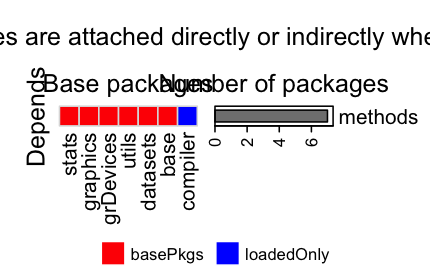 es are attached directly or indirectly whe
Base packages
Number of packages
Depends
methods
stats
graphics
grDevices
utils
datasets
base
compiler
0 2 4 6
basePkgs
loadedOnly